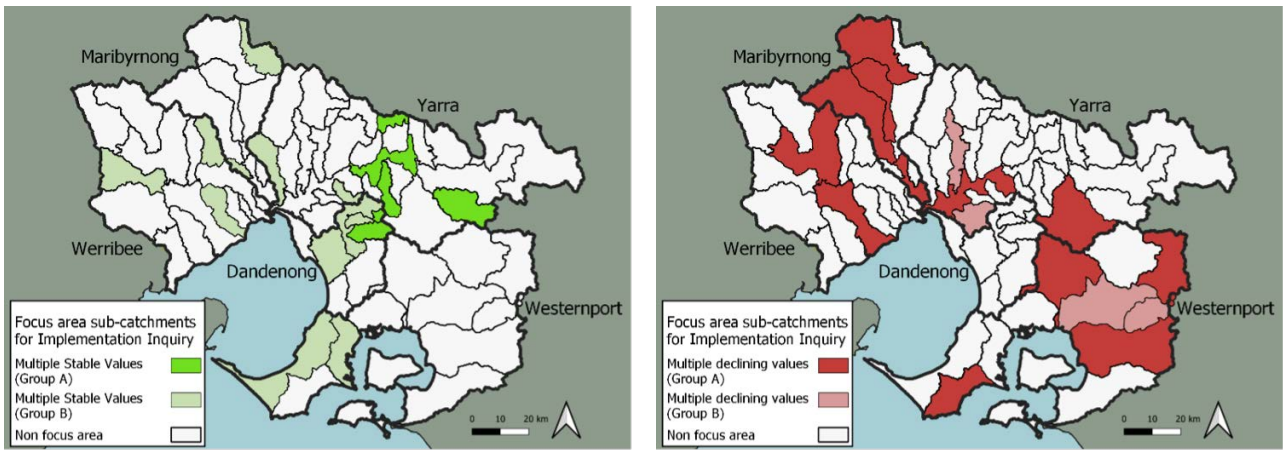 Maribyrnong
Yarra
Werribee
Dandenong
Westernport
Focus area sub-catchments
for Implementation Inquiry
Multiple Stable Values
(Group A)
Multiple Stable Values
(Group B)
Non focus area
0 10 20 km
Maribyrnong
Yarra
Werribee
Dandenong
Westernport
Focus area sub-catchments
for Implementation Inquiry
Multiple declining values
(Group A)
Multiple declining values
(Group B)
Non focus area
0 10 20 km